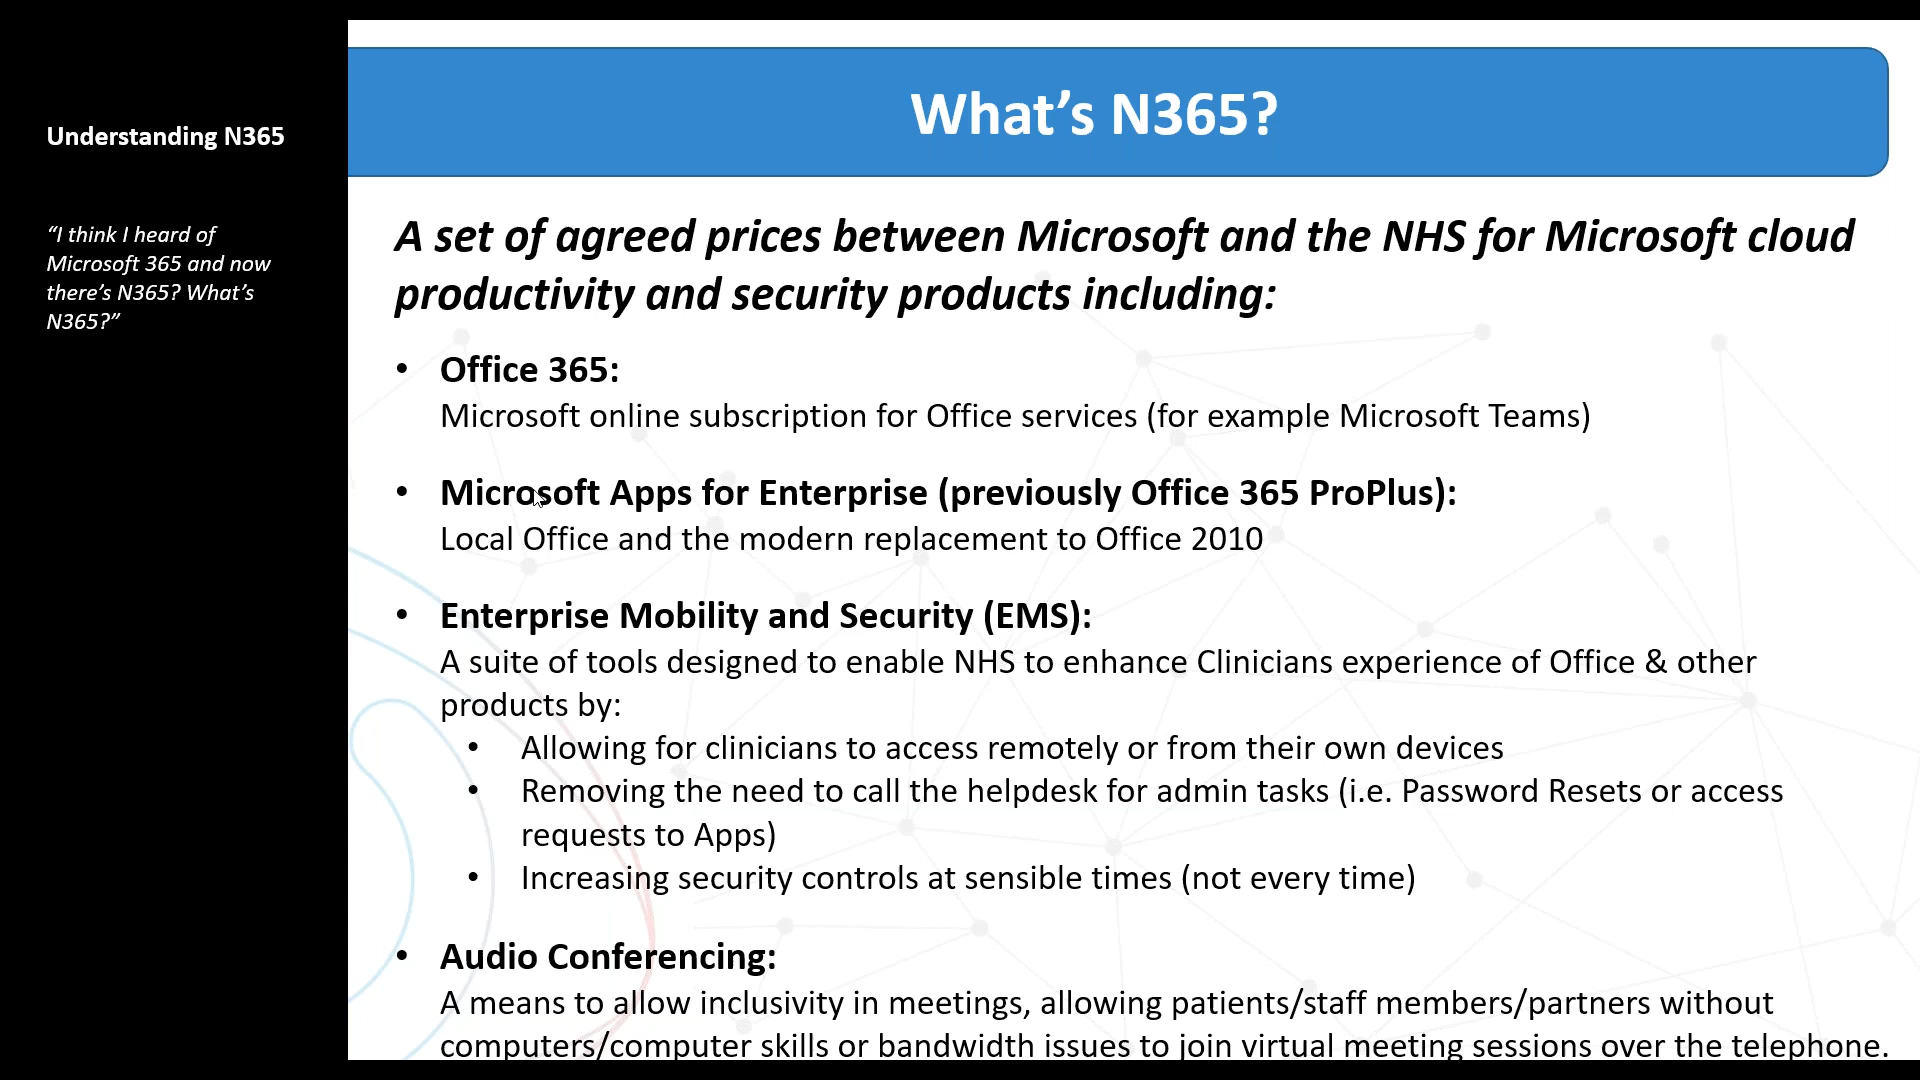 Understanding N365
“I think I heard of
Microsoft 365 and now
there’s N365? What’s
N365?”
What’s N365?
A set of agreed prices between Microsoft and the NHS for Microsoft cloud
productivity and security products including:
• Office 365:
Microsoft online subscription for Office services (for example Microsoft Teams)
• Microsoft Apps for Enterprise (previously Office 365 ProPlus):
Local Office and the modern replacement to Office 2010
• Enterprise Mobility and Security (EMS):
A suite of tools designed to enable NHS to enhance Clinicians experience of Office & other
products by:
• Allowing for clinicians to access remotely or from their own devices
• Removing the need to call the helpdesk for admin tasks (i.e. Password Resets or access
requests to Apps)
• Increasing security controls at sensible times (not every time)
• Audio Conferencing:
A means to allow inclusivity in meetings, allowing patients/staff members/partners without
computers/computer skills or bandwidth issues to join virtual meeting sessions over the telephone.